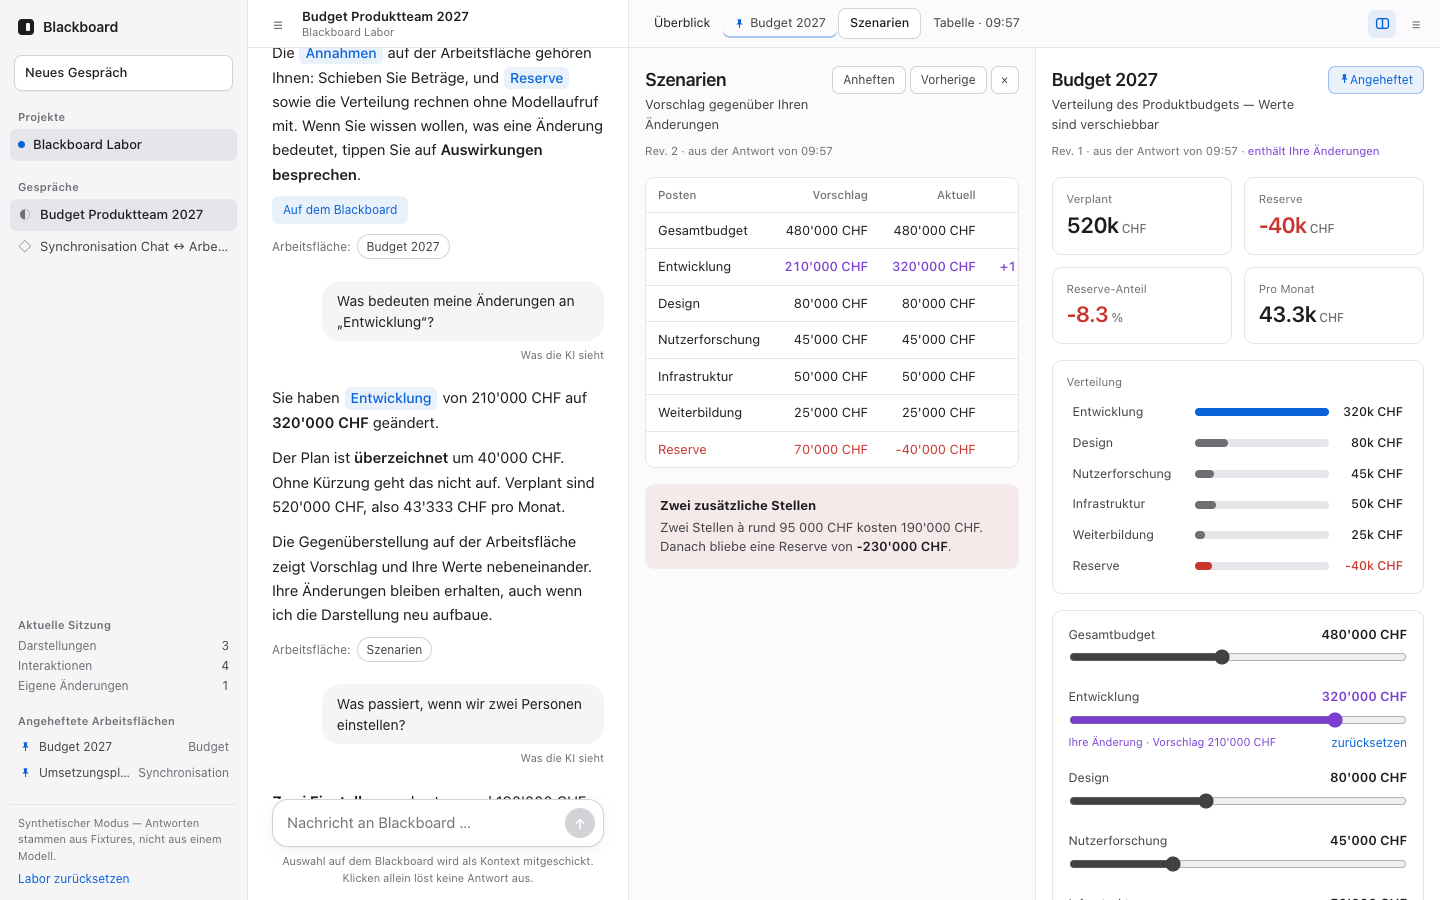 Blackboard
Neues Gespräch
Projekte
Blackboard Labor
Gespräche
Budget Produktteam 2027
Synchronisation Chat ↔ Arbe...
Aktuelle Sitzung
Darstellungen 3
Interaktionen 4
Eigene Änderungen 1
Angeheftete Arbeitsflächen
Budget 2027 Budget
Umsetzungspl... Synchronisation
Synthetischer Modus — Antworten
stammen aus Fixtures, nicht aus einem
Modell.
Labor zurücksetzen
Budget Produktteam 2027
Blackboard Labor
Die Annahmen auf der Arbeitsfläche gehören
Ihnen: Schieben Sie Beträge, und Reserve
sowie die Verteilung rechnen ohne Modellaufruf
mit. Wenn Sie wissen wollen, was eine Änderung
bedeutet, tippen Sie auf Auswirkungen
besprechen.
Auf dem Blackboard
Arbeitsfläche: Budget 2027
Was bedeuten meine Änderungen an
„Entwicklung“?
Was die KI sieht
Sie haben Entwicklung von 210'000 CHF auf
320'000 CHF geändert.
Der Plan ist überzeichnet um 40'000 CHF.
Ohne Kürzung geht das nicht auf. Verplant sind
520'000 CHF, also 43'333 CHF pro Monat.
Die Gegenüberstellung auf der Arbeitsfläche
zeigt Vorschlag und Ihre Werte nebeneinander.
Ihre Änderungen bleiben erhalten, auch wenn
ich die Darstellung neu aufbaue.
Arbeitsfläche: Szenarien
Was passiert, wenn wir zwei Personen
einstellen?
Was die KI sieht
Nachricht an Blackboard ...
Auswahl auf dem Blackboard wird als Kontext mitgeschickt.
Klicken allein löst keine Antwort aus.
Überblick Budget 2027 Szenarien Tabelle · 09:57
Szenarien Anheften Vorherige ×
Vorschlag gegenüber Ihren
Änderungen
Rev. 2 · aus der Antwort von 09:57
Posten Vorschlag Aktuell
Gesamtbudget 480'000 CHF 480'000 CHF
Entwicklung 210'000 CHF 320'000 CHF +1
Design 80'000 CHF 80'000 CHF
Nutzerforschung 45'000 CHF 45'000 CHF
Infrastruktur 50'000 CHF 50'000 CHF
Weiterbildung 25'000 CHF 25'000 CHF
Reserve 70'000 CHF -40'000 CHF
Zwei zusätzliche Stellen
Zwei Stellen à rund 95 000 CHF kosten 190'000 CHF.
Danach bliebe eine Reserve von -230'000 CHF.
Budget 2027 Angeheftet
Verteilung des Produktbudgets — Werte
sind verschiebbar
Rev. 1 · aus der Antwort von 09:57 · enthält Ihre Änderungen
Verplant
520k CHF
Reserve
-40k CHF
Reserve-Anteil
-8.3 %
Pro Monat
43.3k CHF
Verteilung
Entwicklung 320k CHF
Design 80k CHF
Nutzerforschung 45k CHF
Infrastruktur 50k CHF
Weiterbildung 25k CHF
Reserve -40k CHF
Gesamtbudget 480'000 CHF
Entwicklung 320'000 CHF
Ihre Änderung · Vorschlag 210'000 CHF zurücksetzen
Design 80'000 CHF
Nutzerforschung 45'000 CHF